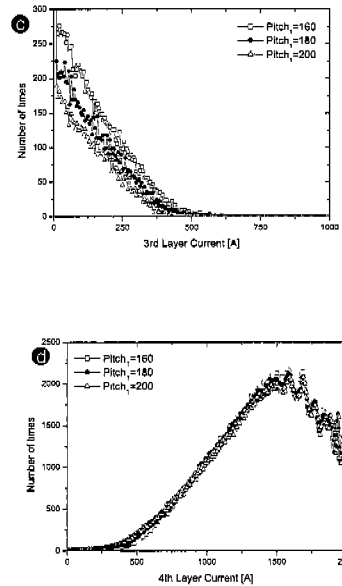 c
300
250
200
150
100
50
0
Number of times
Pitch1=160
Pitch1=180
Pitch1=200
0 250 500 750 1000
3rd Layer Current [A]
d
2500
2000
1500
1000
500
0
Number of times
Pitch1=160
Pitch1=180
Pitch1=200
0 500 1000 1500
4th Layer Current [A]